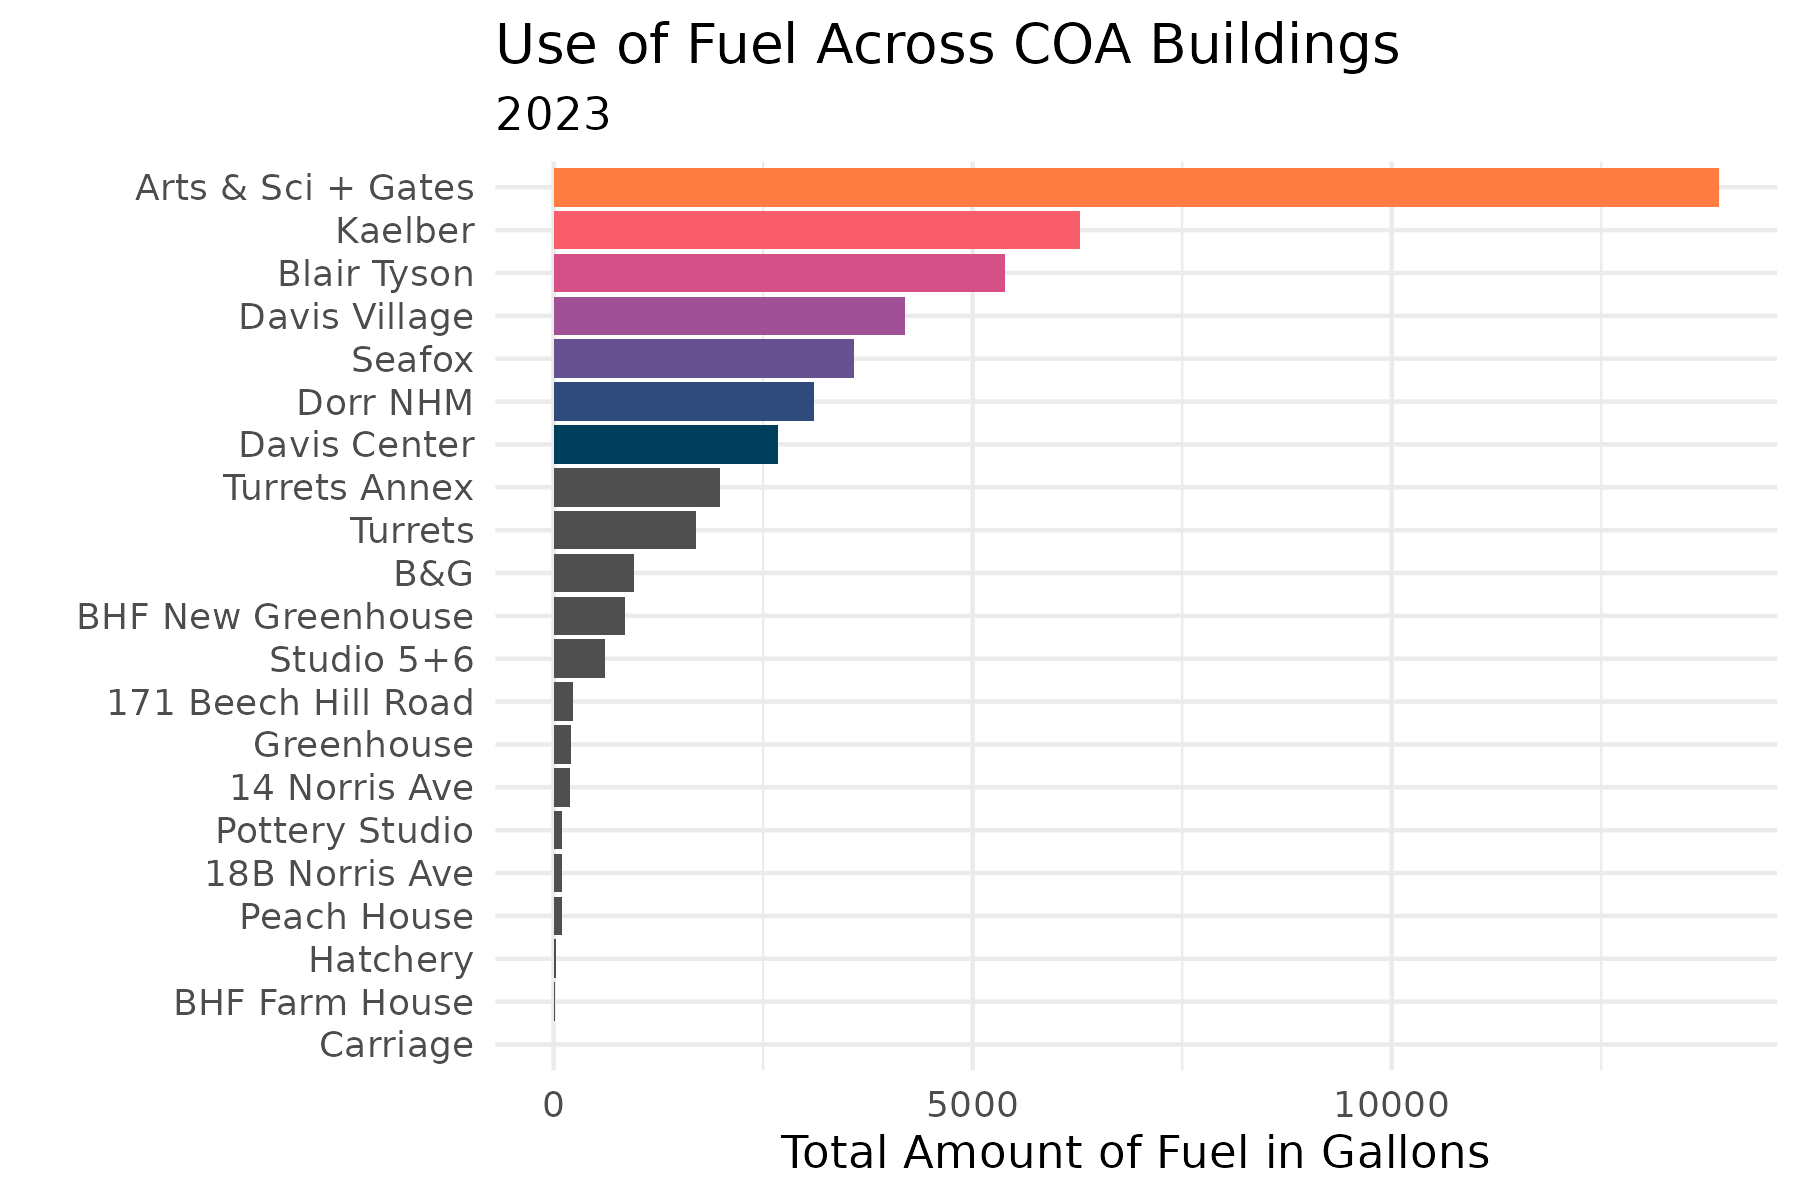 Use of Fuel Across COA Buildings
2023
Arts & Sci + Gates
Kaelber
Blair Tyson
Davis Village
Seafox
Dorr NHM
Davis Center
Turrets Annex
Turrets
B&G
BHF New Greenhouse
Studio 5+6
171 Beech Hill Road
Greenhouse
14 Norris Ave
Pottery Studio
18B Norris Ave
Peach House
Hatchery
BHF Farm House
Carriage
0 5000 10000
Total Amount of Fuel in Gallons